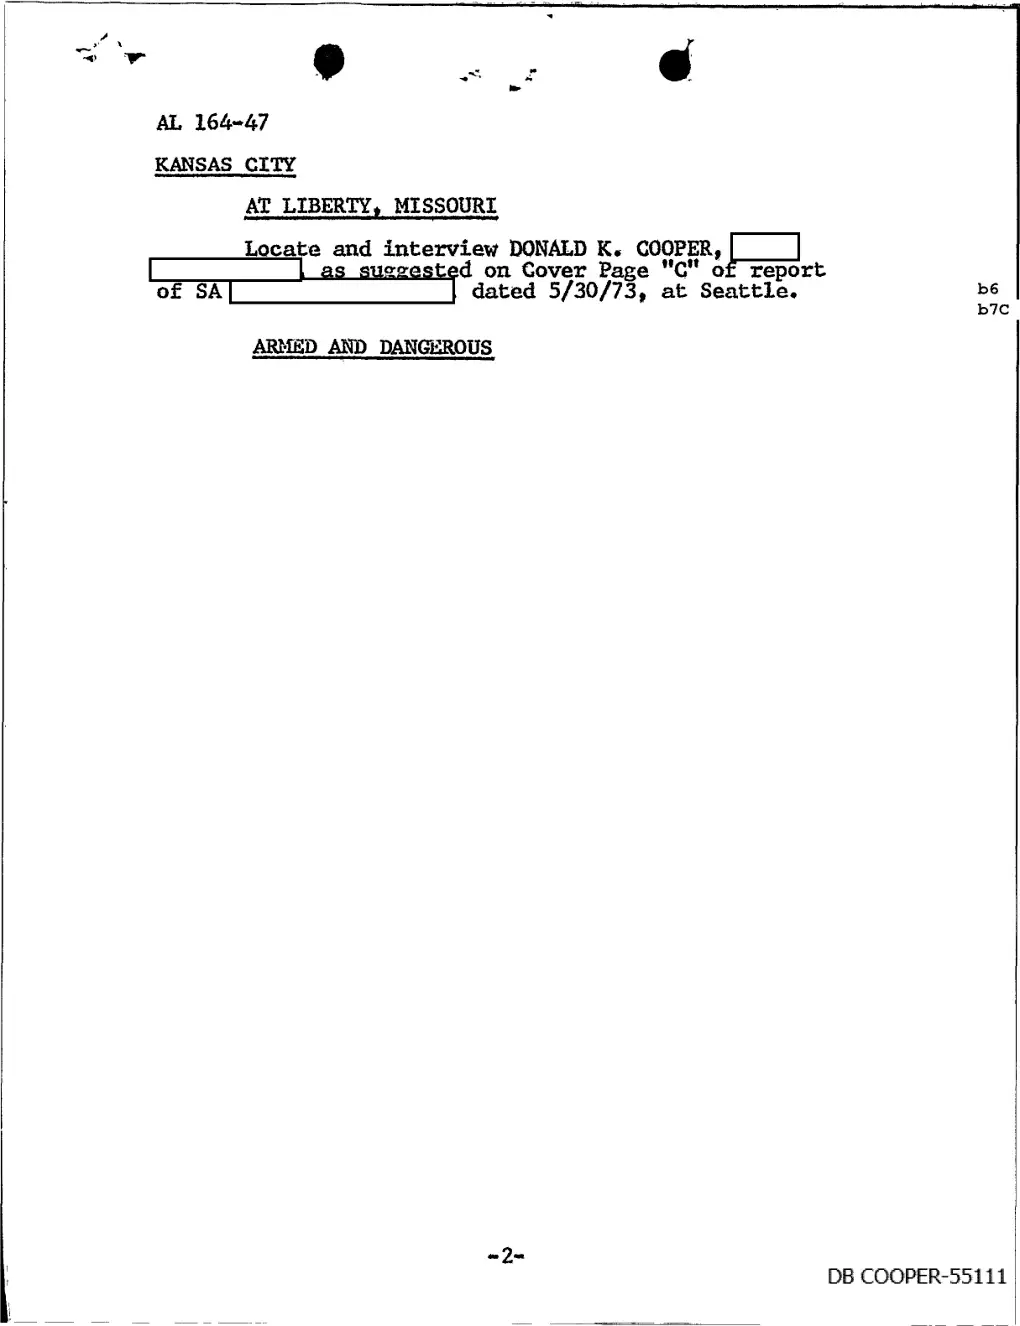 AL 164-47
KANSAS CITY
AT LIBERTY, MISSOURI
Locate and interview DONALD K. COOPER,
, as suggested on Cover Page "C" of report
of SA , dated 5/30/73, at Seattle.
b6
b7C
ARMED AND DANGEROUS
-2-
DB COOPER-55111